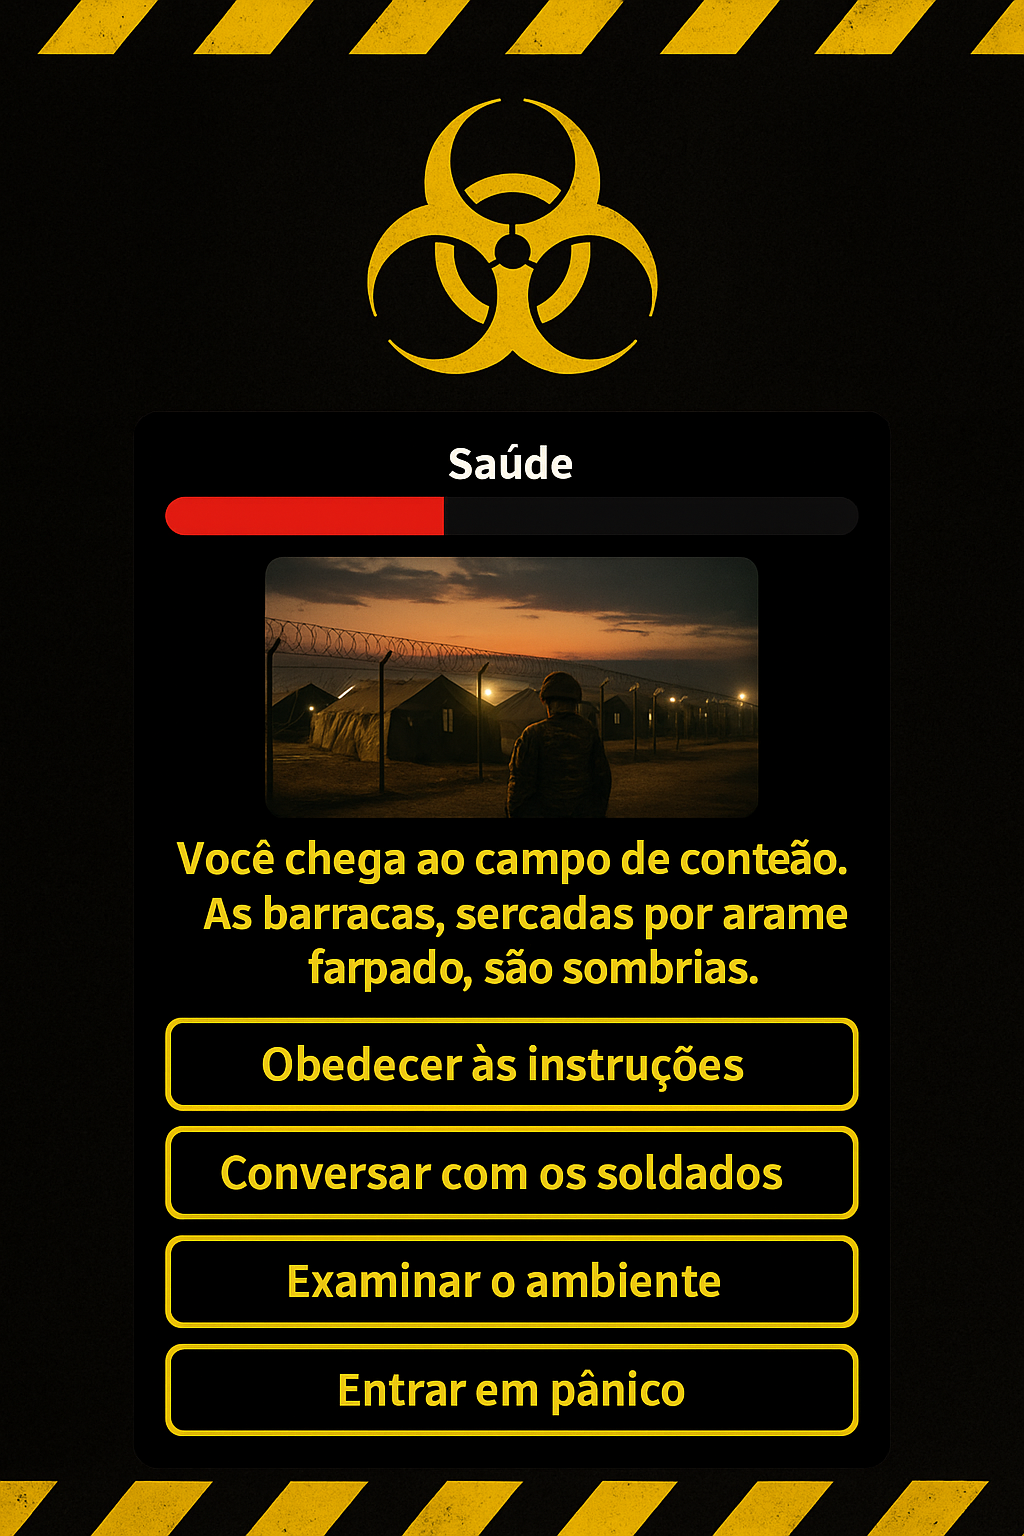 Saúde
Você chega ao campo de conteão.
As barracas, sercadas por arame
farpado, são sombrias.
Obedecer às instruções
Conversar com os soldados
Examinar o ambiente
Entrar em pânico